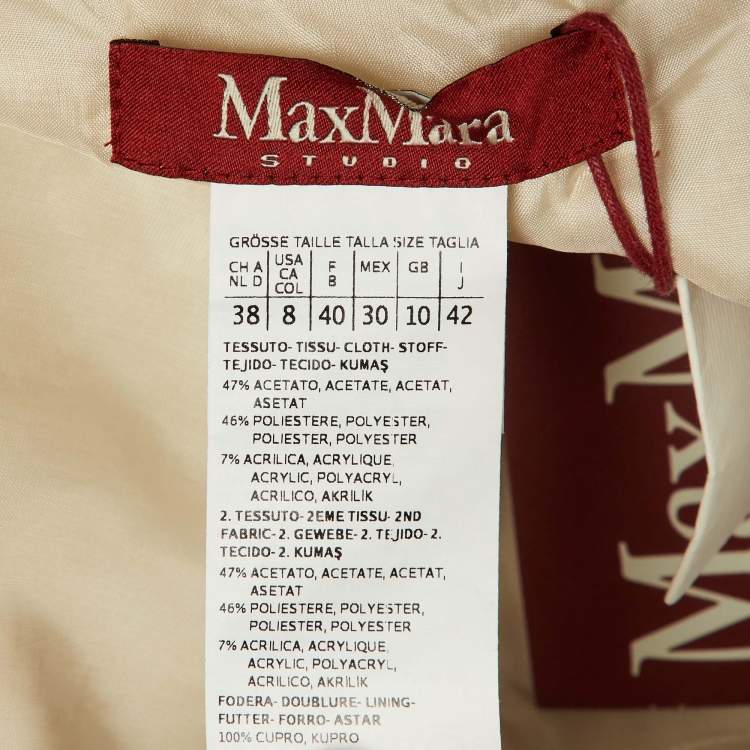 MaxMara
STUDIO
GRÖSSE TAILLE TALLA SIZE TAGLIA
CH A NL D
USA CA COL
F B
MEX
GB
I J
38 8 40 30 10 42
TESSUTO- TISSU- CLOTH- STOFF-
TEJIDO- TECIDO- KUMAŞ
47% ACETATO, ACETATE, ACETAT,
ASETAT
46% POLIESTERE, POLYESTER,
POLIESTER, POLYESTER
7% ACRILICA, ACRYLIQUE,
ACRYLIC, POLYACRYL,
ACRILICO, AKRİLİK
2. TESSUTO- 2EME TISSU- 2ND
FABRIC- 2. GEWEBE- 2. TEJIDO- 2.
TECIDO- 2. KUMAŞ
47% ACETATO, ACETATE, ACETAT,
ASETAT
46% POLIESTERE, POLYESTER,
POLIESTER, POLYESTER
7% ACRILICA, ACRYLIQUE,
ACRYLIC, POLYACRYL,
ACRILICO, AKRİLİK
FODERA- DOUBLURE- LINING-
FUTTER- FORRO- ASTAR
100% CUPRO, KUPRO
MaxM